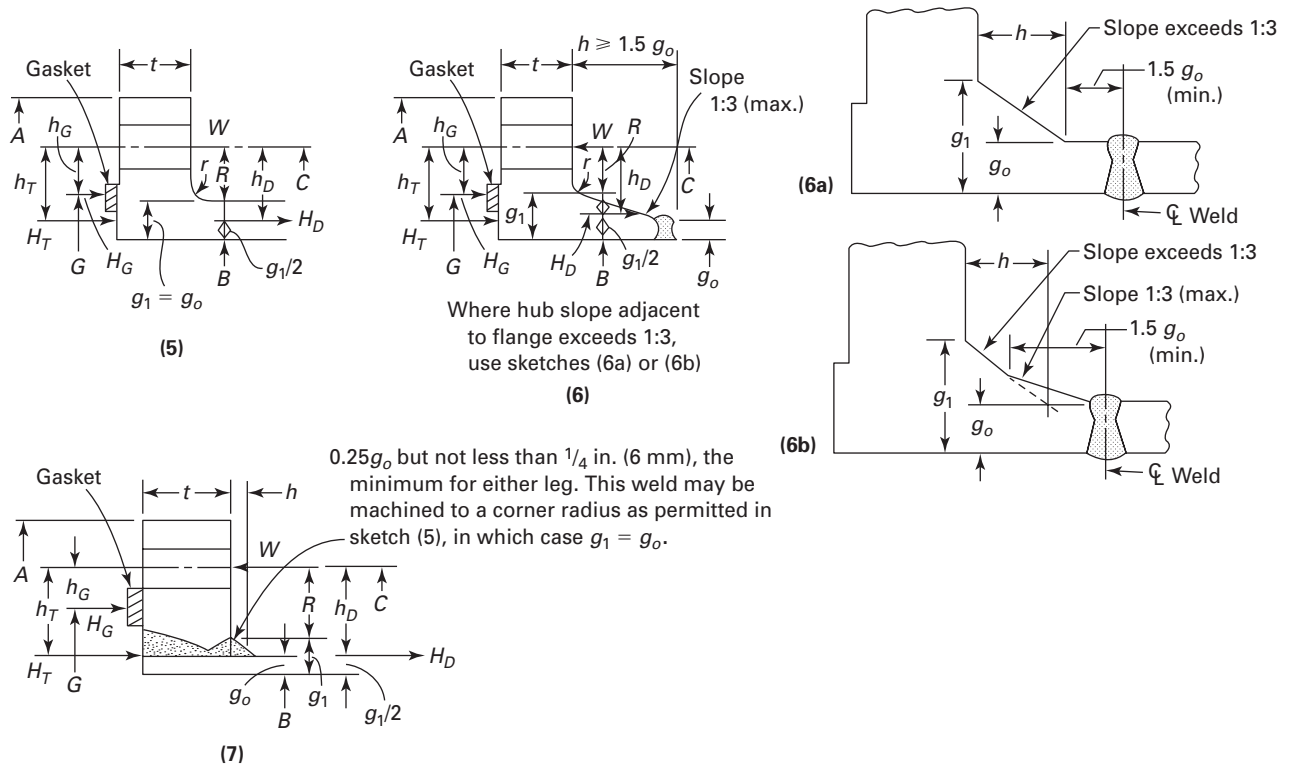 Gasket
t
A
h_G
W
r
R
h_T
h_D
C
H_T
H_D
G
H_G
B
g_1/2
g_1 = g_o
(5)
h ≥ 1.5 g_o
Gasket
t
Slope
1:3 (max.)
A
h_G
W
R
r
h_T
h_D
C
g_1
H_T
G
H_G
H_D
B
g_1/2
g_o
Where hub slope adjacent
to flange exceeds 1:3,
use sketches (6a) or (6b)
(6)
h
Slope exceeds 1:3
1.5 g_o
(min.)
g_1
g_o
(6a)
℄ Weld
h
Slope exceeds 1:3
Slope 1:3 (max.)
1.5 g_o
(min.)
g_1
g_o
(6b)
℄ Weld
0.25g_o but not less than 1/4 in. (6 mm), the
minimum for either leg. This weld may be
machined to a corner radius as permitted in
sketch (5), in which case g_1 = g_o.
Gasket
t
h
A
W
h_G
h_T
H_G
R
h_D
C
H_T
G
H_D
g_o
g_1
B
g_1/2
(7)